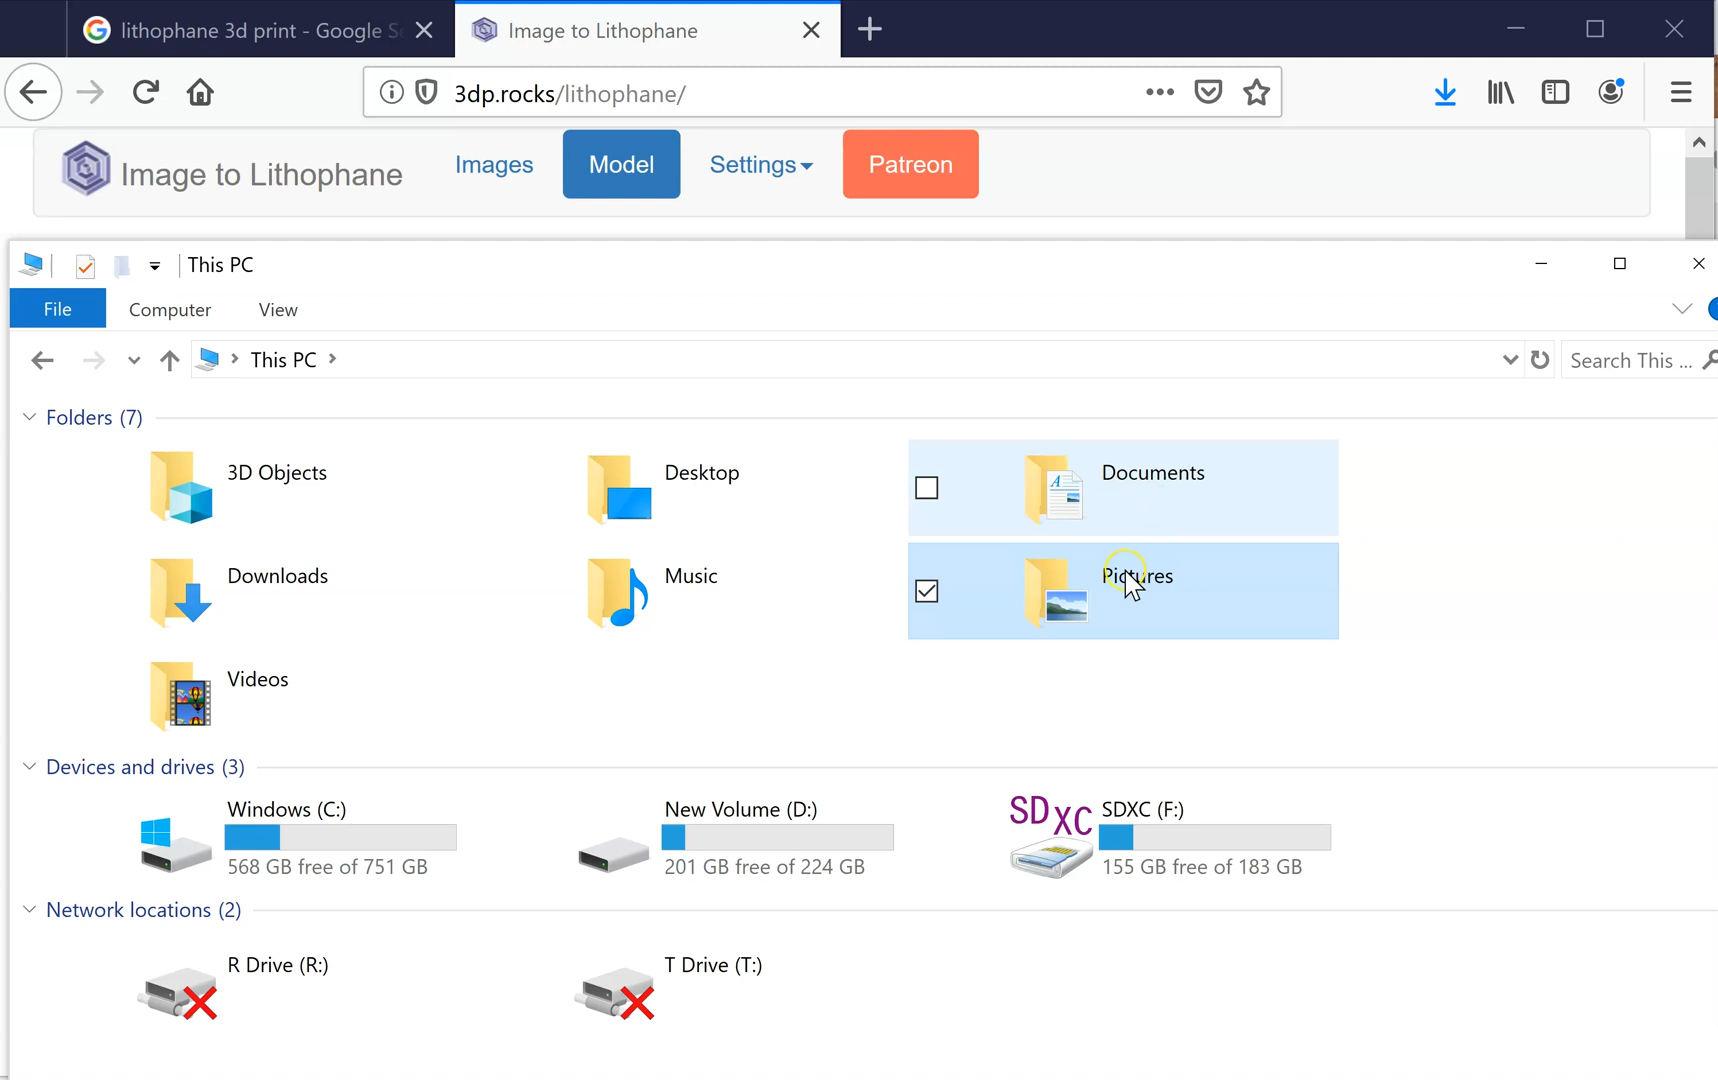 lithophane 3d print - Google S
Image to Lithophane
3dp.rocks/lithophane/
Image to Lithophane
Images
Model
Settings
Patreon
This PC
File
Computer
View
This PC
Search This ...
Folders (7)
3D Objects
Desktop
Documents
Downloads
Music
Pictures
Videos
Devices and drives (3)
Windows (C:)
568 GB free of 751 GB
New Volume (D:)
201 GB free of 224 GB
SDXC
SDXC (F:)
155 GB free of 183 GB
Network locations (2)
R Drive (R:)
T Drive (T:)